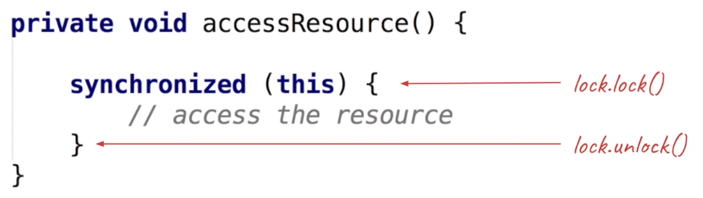 private void accessResource() {
synchronized (this) { lock.lock()
// access the resource
} lock.unlock()
}